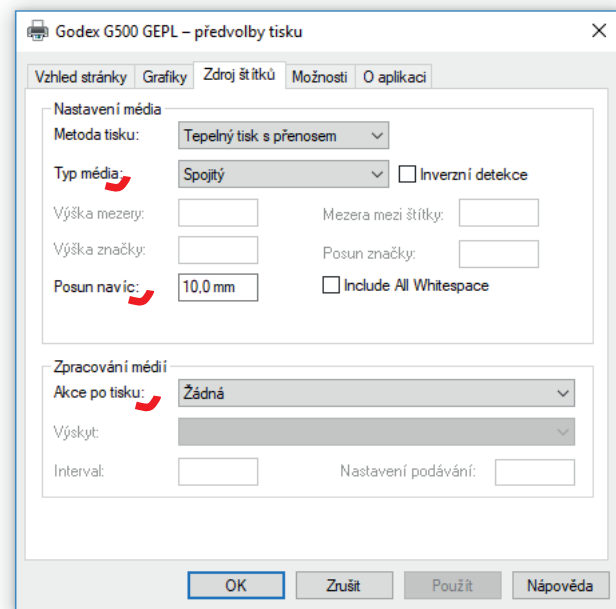 Godex G500 GEPL – předvolby tisku
Vzhled stránky Grafiky Zdroj štítků Možnosti O aplikaci
Nastavení média
Metoda tisku: Tepelný tisk s přenosem
Typ média: Spojitý Inverzní detekce
Výška mezery: Mezera mezi štítky:
Výška značky: Posun značky:
Posun navíc: 10,0 mm Include All Whitespace
Zpracování médií
Akce po tisku: Žádná
Výskyt:
Interval: Nastavení podávání:
OK Zrušit Použít Nápověda